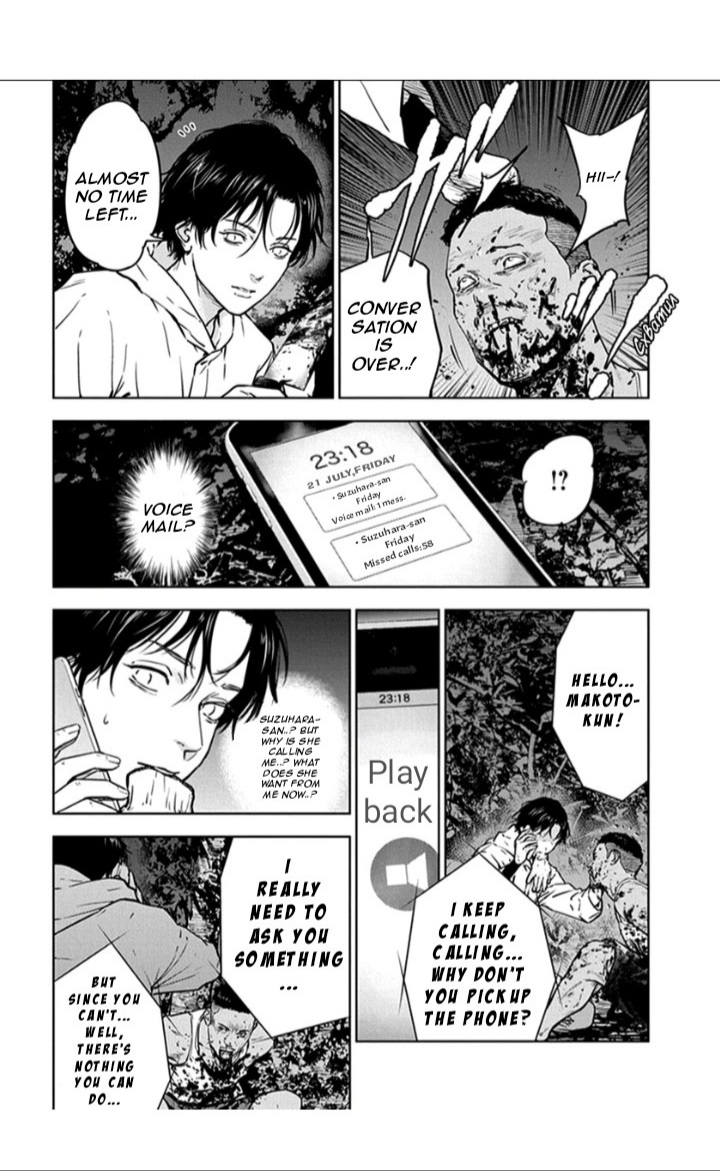 HII~!
CONVER
SATION
IS
OVER..!
CxBamus
ALMOST
NO TIME
LEFT...
!?
23:18
21 JULY,FRIDAY
• Suzuhara-san
Friday
Voice mail: 1 mess.
• Suzuhara-san
Friday
Missed calls:58
VOICE
MAIL?
HELLO...
MAKOTO-
KUN!
I KEEP
CALLING,
CALLING...
WHY DON'T
YOU PICK UP
THE PHONE?
23:18
Play
back
SUZUHARA-
SAN..? BUT
WHY IS SHE
CALLING
ME..? WHAT
DOES SHE
WANT FROM
ME NOW..?
I
REALLY
NEED TO
ASK YOU
SOMETHING
...
BUT
SINCE YOU
CAN'T...
WELL,
THERE'S
NOTHING
YOU CAN
DO...